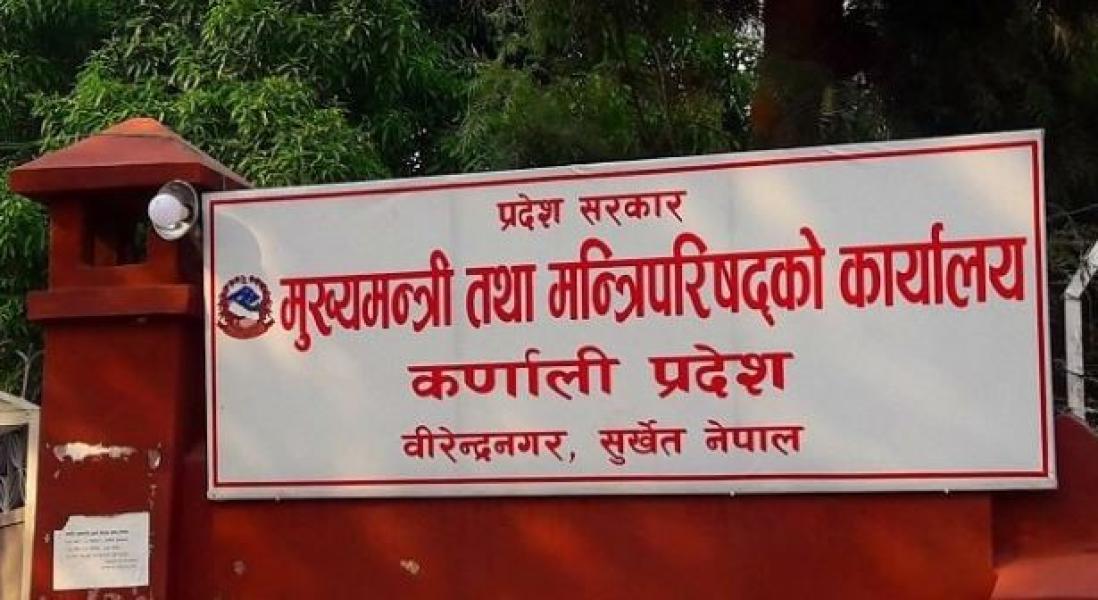 प्रदेश सरकार
मुख्यमन्त्री तथा मन्त्रिपरिषद्को कार्यालय
कर्णाली प्रदेश
वीरेन्द्रनगर, सुर्खेत नेपाल